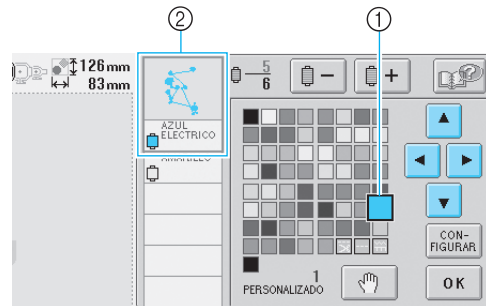 ② ①
126 mm
83 mm
5
6
−
+
AZUL
ELECTRICO
CON-
FIGURAR
1
PERSONALIZADO
OK